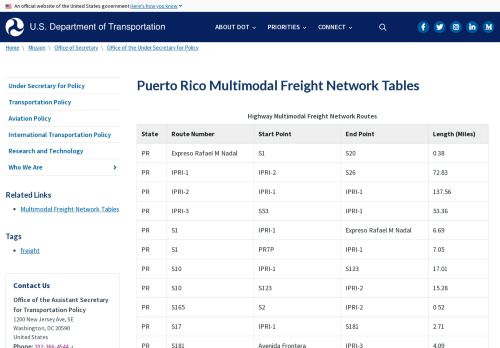 An official website of the United States government Here's how you know
U.S. Department of Transportation
ABOUT DOT
PRIORITIES
CONNECT
Home \ Mission \ Office of Secretary \ Office of the Under Secretary for Policy
Under Secretary for Policy
Transportation Policy
Aviation Policy
International Transportation Policy
Research and Technology
Who We Are
Related Links
Multimodal Freight Network Tables
Tags
freight
Contact Us
Office of the Assistant Secretary
for Transportation Policy
1200 New Jersey Ave, SE
Washington, DC 20590
United States
Phone: 202-366-4544
Puerto Rico Multimodal Freight Network Tables
Highway Multimodal Freight Network Routes
State Route Number Start Point End Point Length (Miles)
PR Expreso Rafael M Nadal S1 S20 0.38
PR IPRI-1 IPRI-2 S26 72.83
PR IPRI-2 IPRI-1 IPRI-1 137.56
PR IPRI-3 S53 IPRI-1 53.36
PR S1 IPRI-1 Expreso Rafael M Nadal 6.69
PR S1 PR7P IPRI-1 7.05
PR S10 IPRI-1 S123 17.01
PR S10 S123 IPRI-2 15.28
PR S165 S2 IPRI-2 0.52
PR S17 IPRI-1 S181 2.71
PR S181 Avenida Frontera IPRI-3 4.09